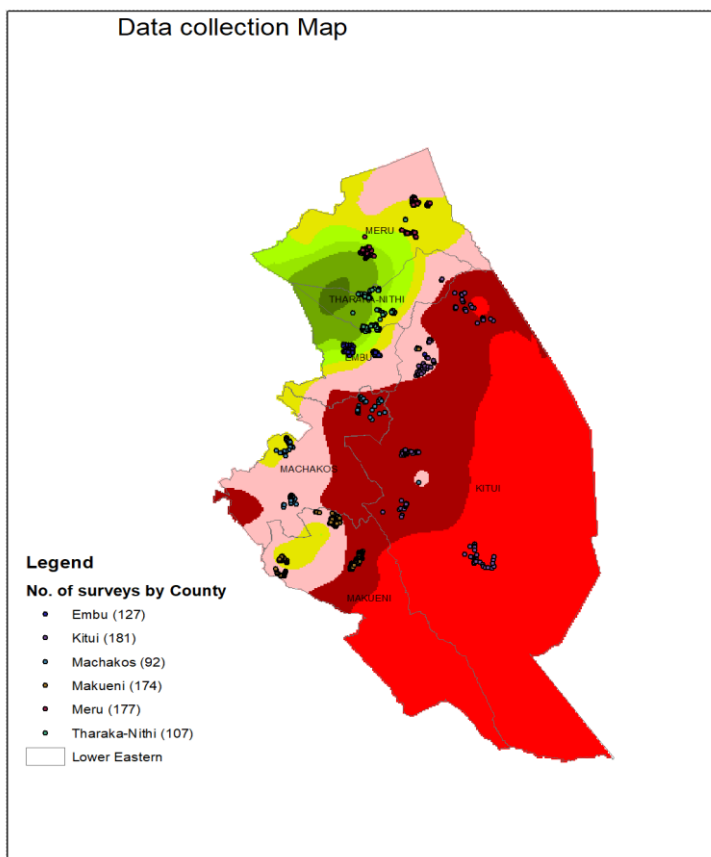 Data collection Map
MERU
THARAKA-NITHI
EMBU
MACHAKOS
KITUI
MAKUENI
Legend
No. of surveys by County
Embu (127)
Kitui (181)
Machakos (92)
Makueni (174)
Meru (177)
Tharaka-Nithi (107)
Lower Eastern